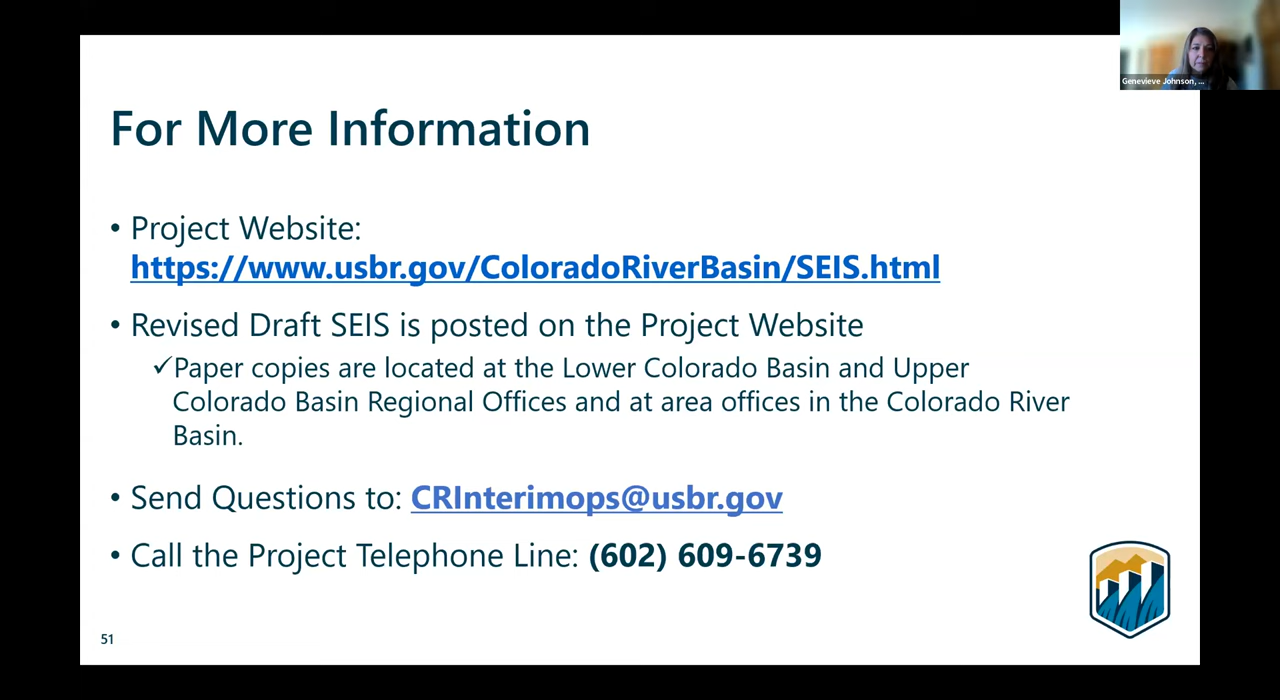 Genevieve Johnson, ...
For More Information
• Project Website:
https://www.usbr.gov/ColoradoRiverBasin/SEIS.html
• Revised Draft SEIS is posted on the Project Website
✓Paper copies are located at the Lower Colorado Basin and Upper
Colorado Basin Regional Offices and at area offices in the Colorado River
Basin.
• Send Questions to: CRInterimops@usbr.gov
• Call the Project Telephone Line: (602) 609-6739
51